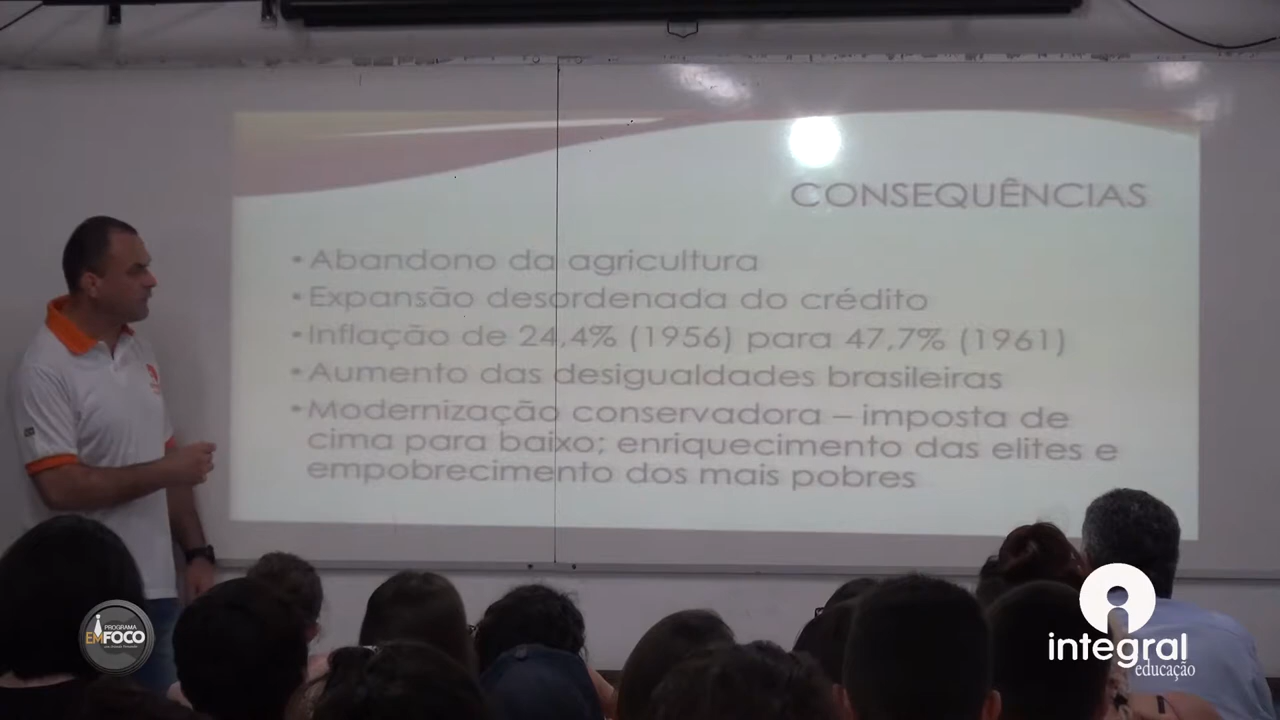 CONSEQUÊNCIAS
•Abandono da agricultura
•Expansão desordenada do crédito
•Inflação de 24,4% (1956) para 47,7% (1961)
•Aumento das desigualdades brasileiras
•Modernização conservadora – imposta de
cima para baixo; enriquecimento das elites e
empobrecimento dos mais pobres
PROGRAMA
EMFOCO
integral
educação